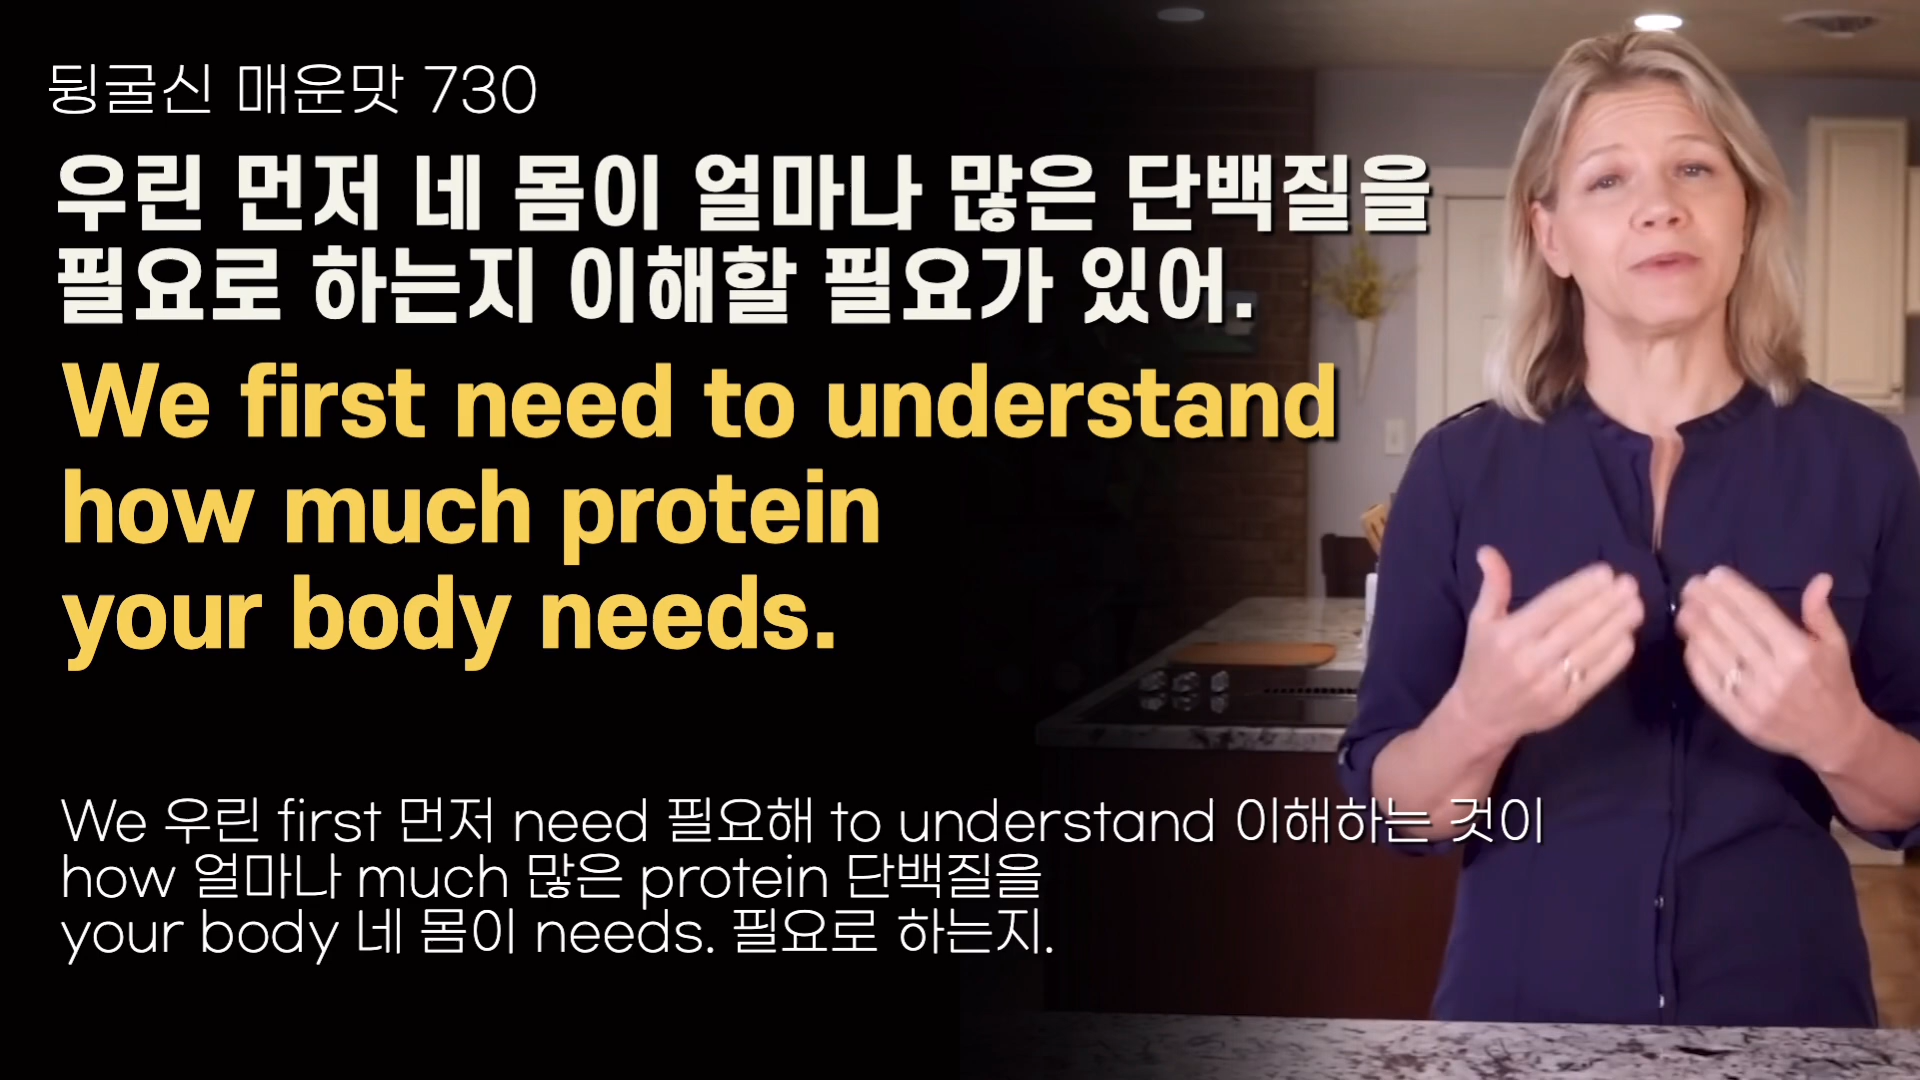 뒹굴신 매운맛 730
우린 먼저 네 몸이 얼마나 많은 단백질을
필요로 하는지 이해할 필요가 있어.
We first need to understand
how much protein
your body needs.
We 우린 first 먼저 need 필요해 to understand 이해하는 것이
how 얼마나 much 많은 protein 단백질을
your body 네 몸이 needs. 필요로 하는지.